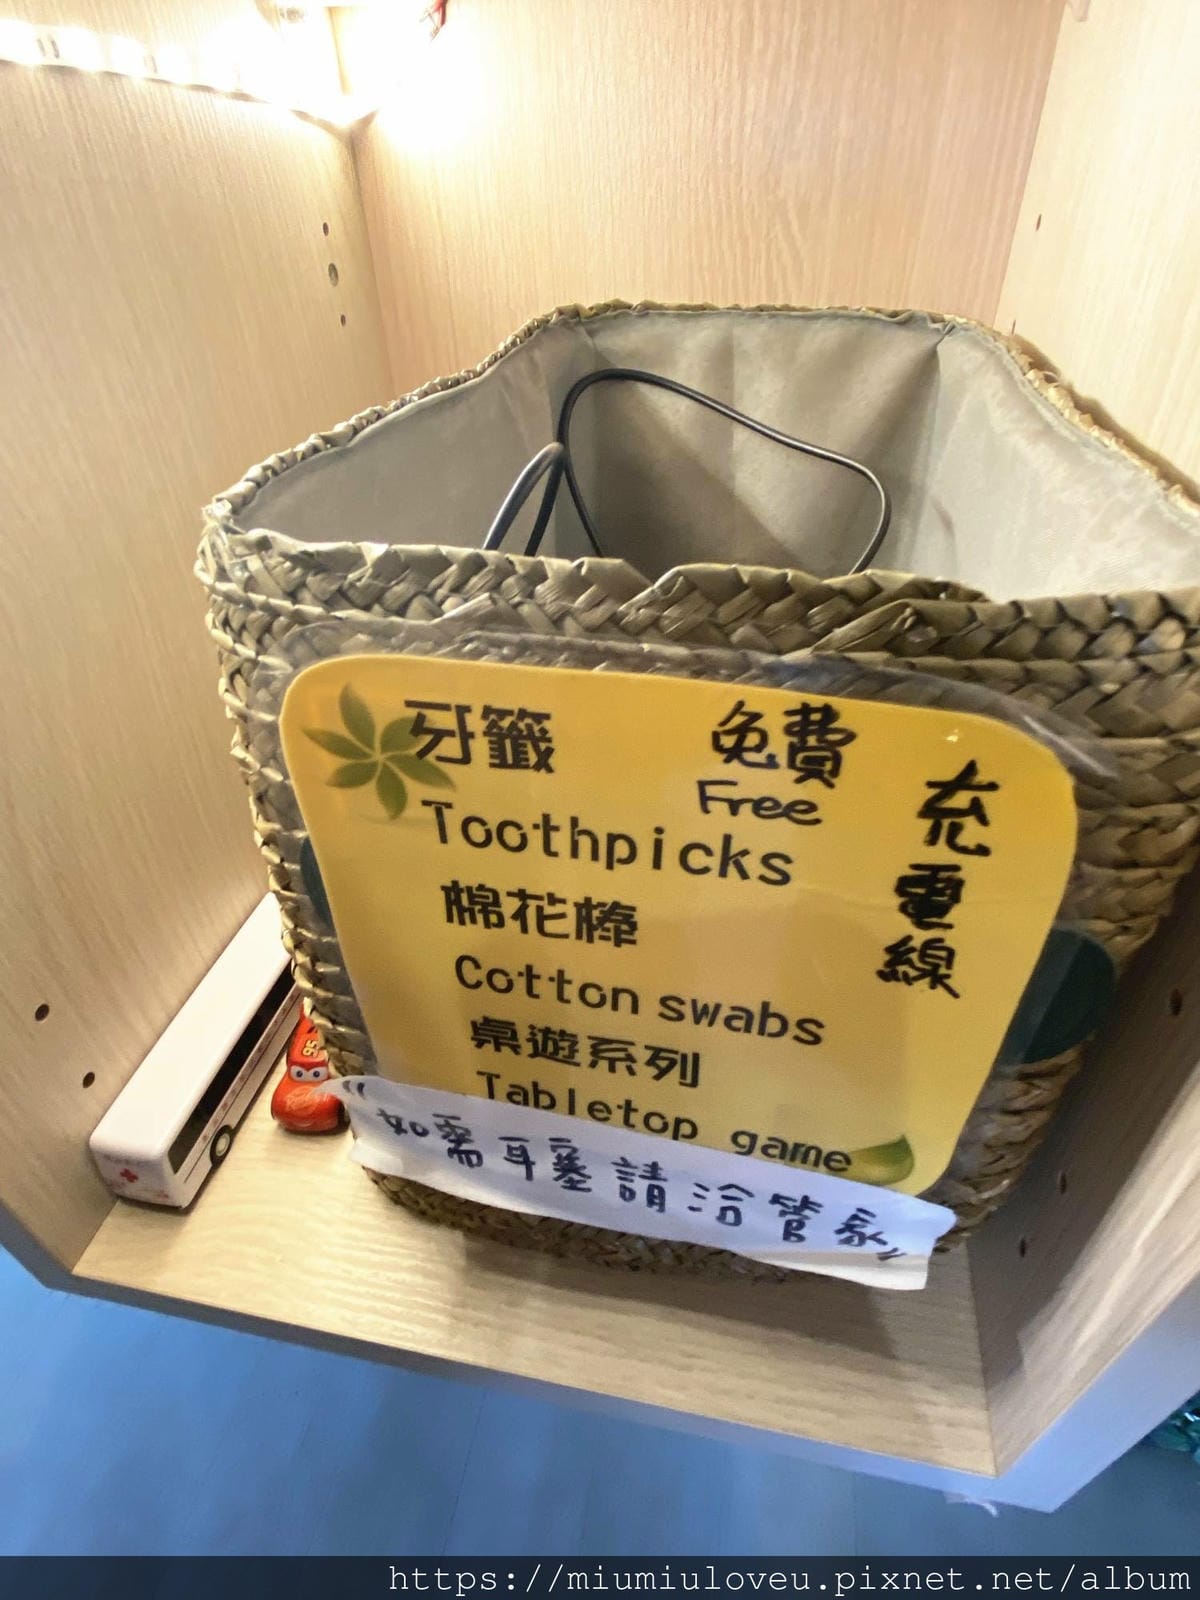 牙籤 免費
Free
Toothpicks
充電線
棉花棒
Cotton swabs
桌遊系列
Tabletop game
如需耳塞請洽管家
95
https://miumiuloveu.pixnet.net/album